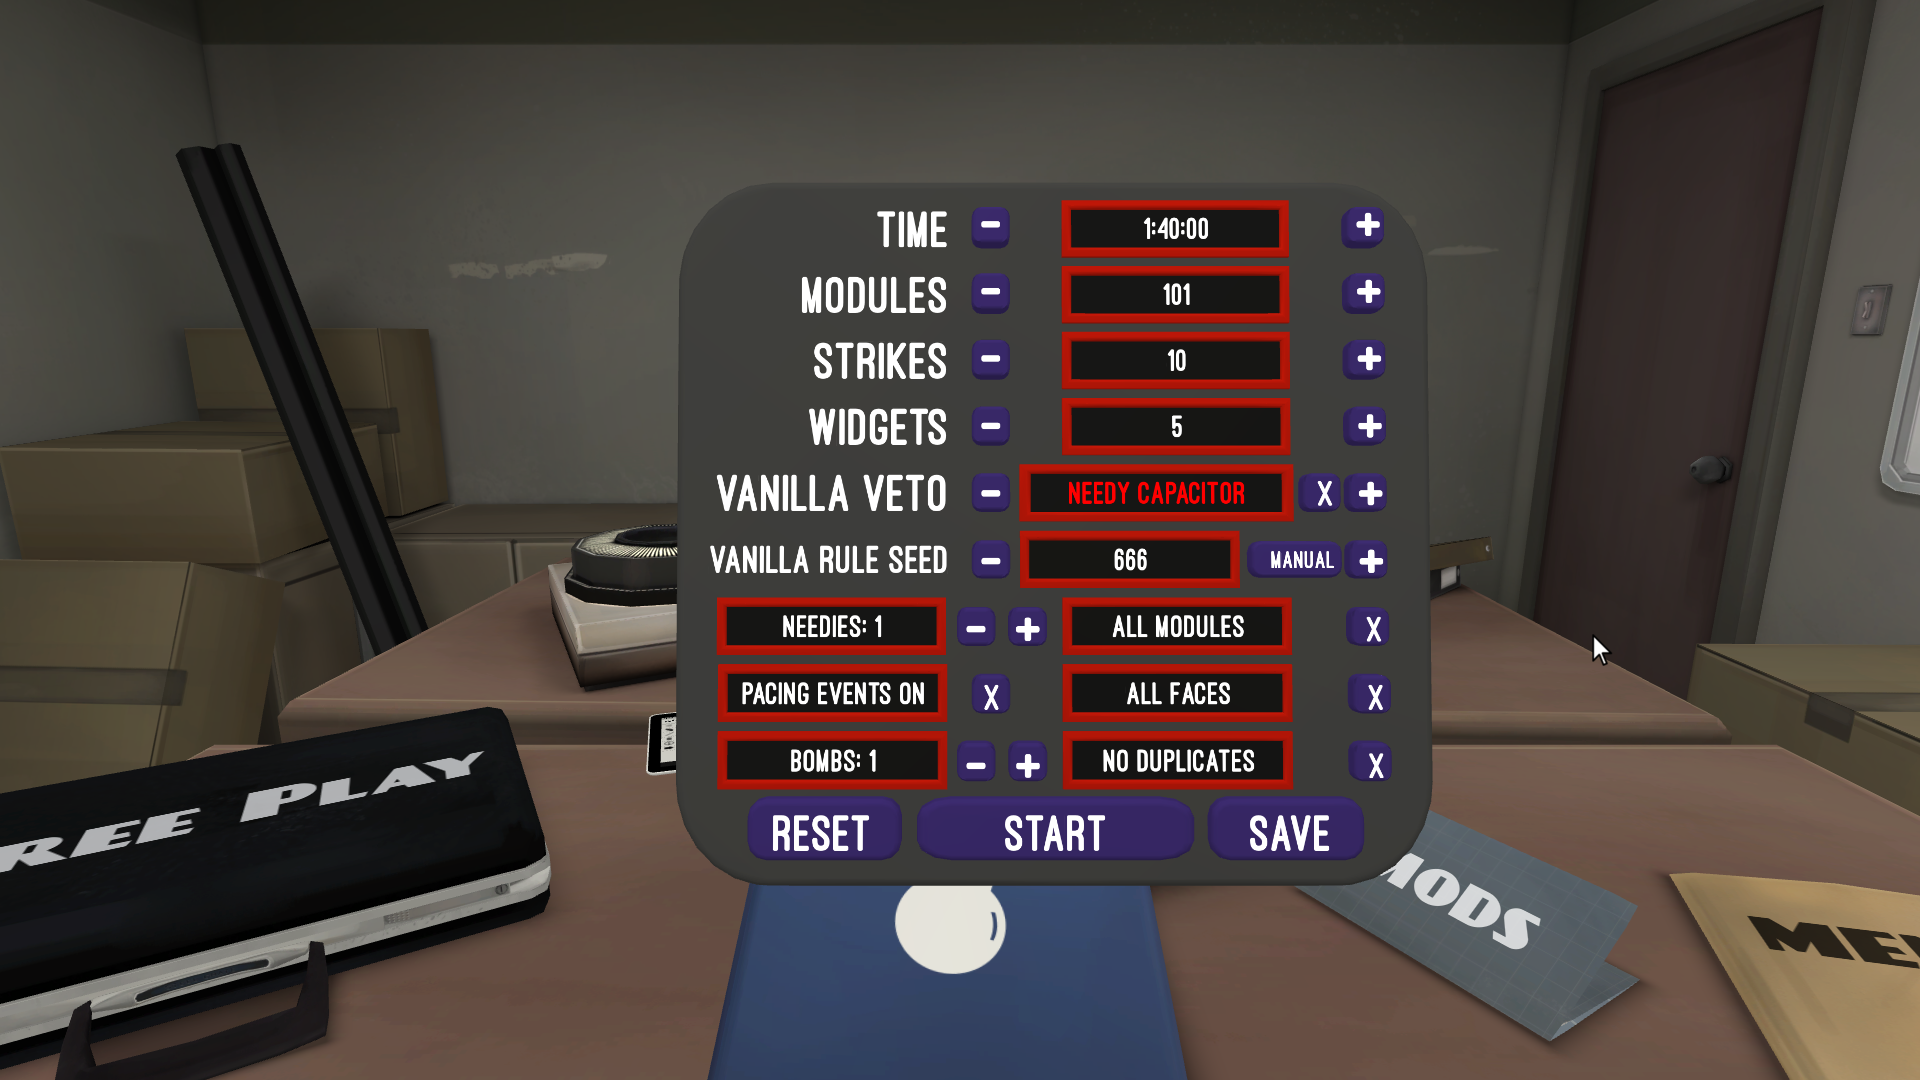 TIME - 1:40:00 +
MODULES - 101 +
STRIKES - 10 +
WIDGETS - 5 +
VANILLA VETO - NEEDY CAPACITOR X +
VANILLA RULE SEED - 666 MANUAL +
NEEDIES: 1 - + ALL MODULES X
PACING EVENTS ON X ALL FACES X
BOMBS: 1 - + NO DUPLICATES X
RESET START SAVE
REE PLAY
MODS
ME